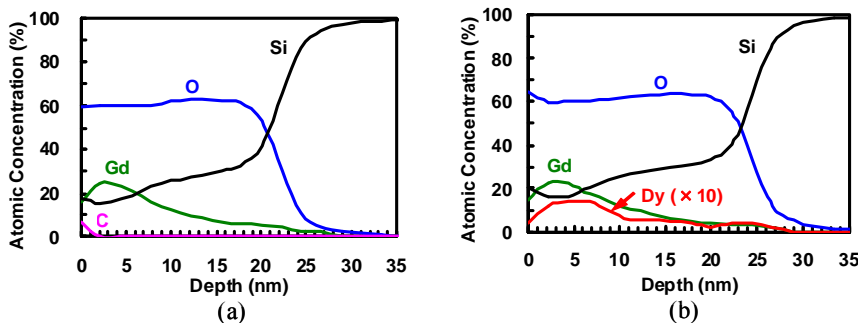 100
80
60
40
20
0
Atomic Concentration (%)
Si
O
Gd
C
0 5 10 15 20 25 30 35
Depth (nm)
(a)
100
80
60
40
20
0
Atomic Concentration (%)
Si
O
Gd
Dy (×10)
0 5 10 15 20 25 30 35
Depth (nm)
(b)